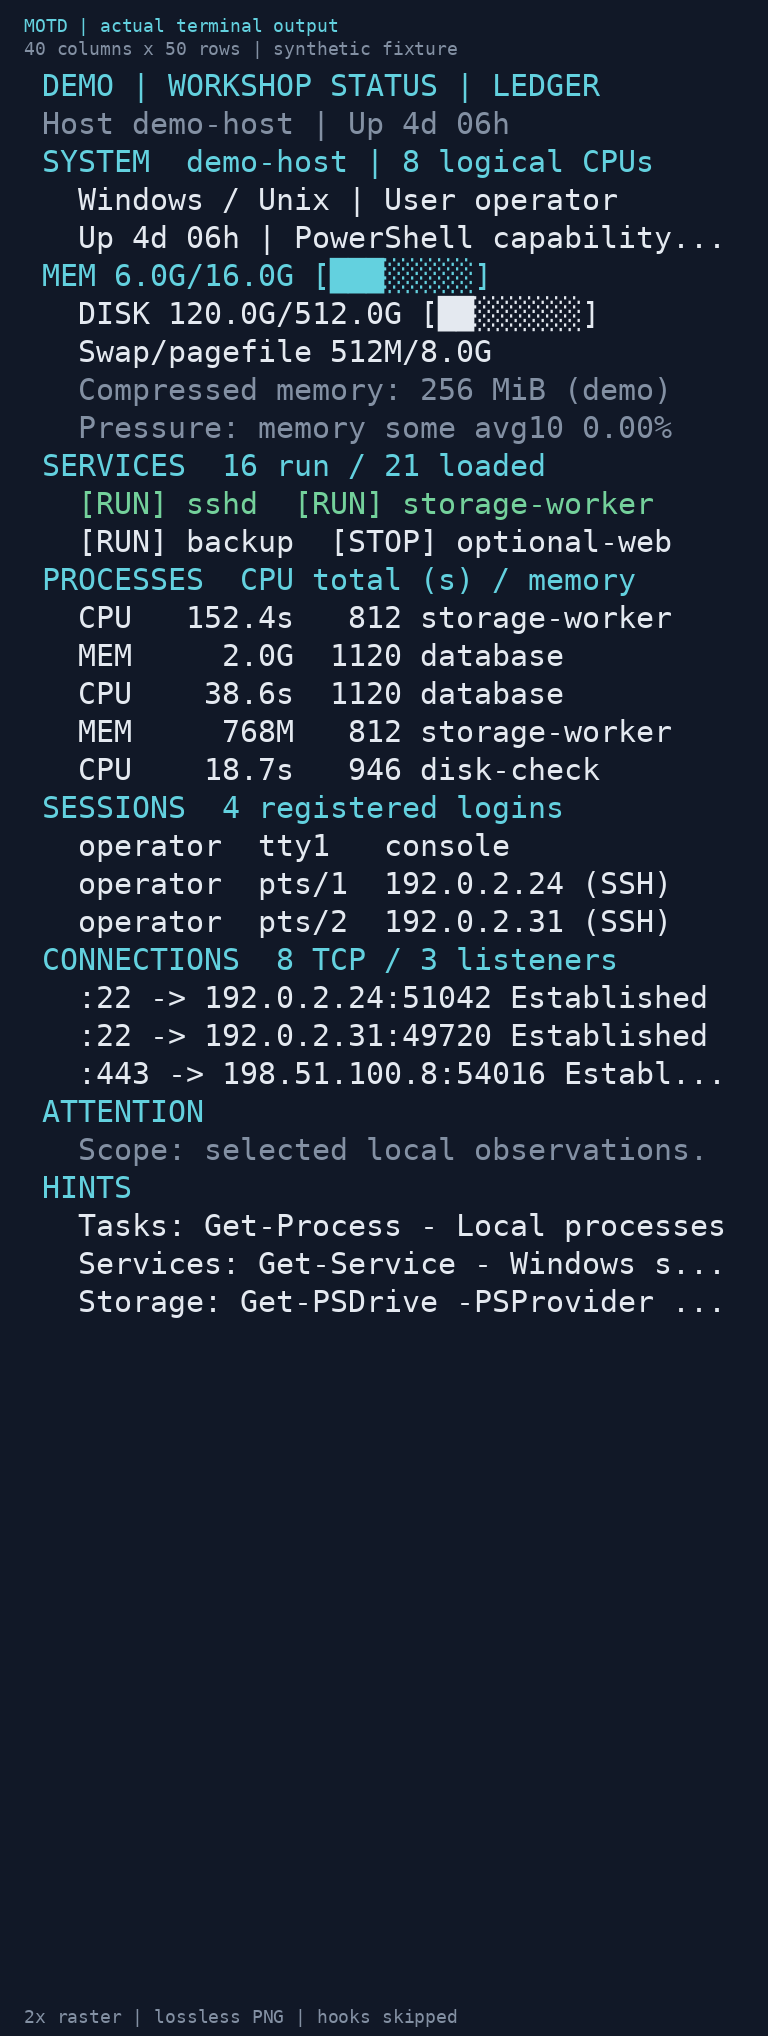 MOTD | actual terminal output
40 columns x 50 rows | synthetic fixture
DEMO | WORKSHOP STATUS | LEDGER
Host demo-host | Up 4d 06h
SYSTEM  demo-host | 8 logical CPUs
  Windows / Unix | User operator
  Up 4d 06h | PowerShell capability...
MEM 6.0G/16.0G [███░░░░░]
  DISK 120.0G/512.0G [██░░░░░░]
  Swap/pagefile 512M/8.0G
  Compressed memory: 256 MiB (demo)
  Pressure: memory some avg10 0.00%
SERVICES  16 run / 21 loaded
  [RUN] sshd  [RUN] storage-worker
  [RUN] backup  [STOP] optional-web
PROCESSES  CPU total (s) / memory
  CPU   152.4s   812 storage-worker
  MEM     2.0G  1120 database
  CPU    38.6s  1120 database
  MEM     768M   812 storage-worker
  CPU    18.7s   946 disk-check
SESSIONS  4 registered logins
  operator  tty1   console
  operator  pts/1  192.0.2.24 (SSH)
  operator  pts/2  192.0.2.31 (SSH)
CONNECTIONS  8 TCP / 3 listeners
  :22 -> 192.0.2.24:51042 Established
  :22 -> 192.0.2.31:49720 Established
  :443 -> 198.51.100.8:54016 Establ...
ATTENTION
  Scope: selected local observations.
HINTS
  Tasks: Get-Process - Local processes
  Services: Get-Service - Windows s...
  Storage: Get-PSDrive -PSProvider ...
2x raster | lossless PNG | hooks skipped